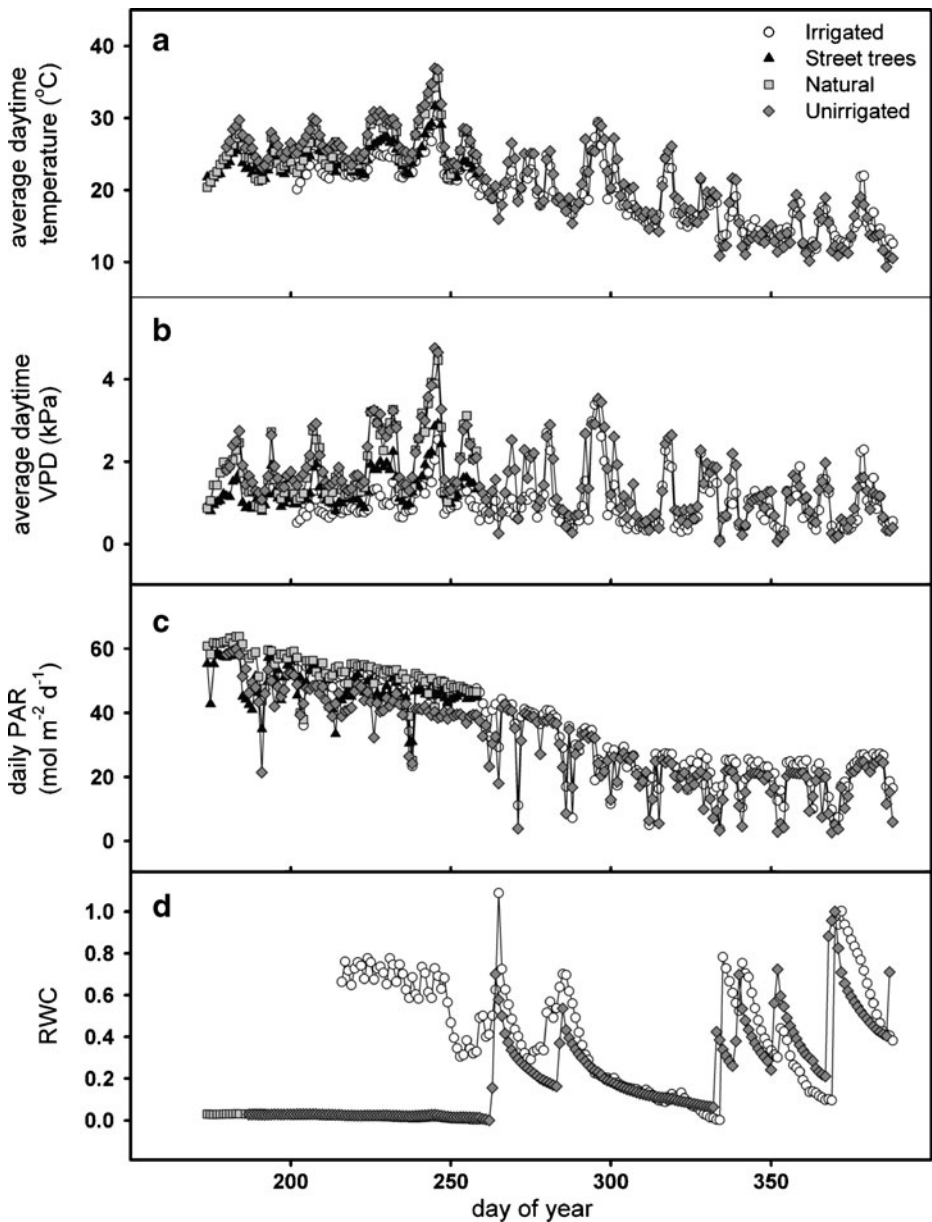 a
Irrigated
Street trees
Natural
Unirrigated
average daytime
temperature (°C)
40
30
20
10
b
average daytime
VPD (kPa)
4
2
0
c
daily PAR
(mol m-2 d-1)
60
40
20
0
d
RWC
1.0
0.8
0.6
0.4
0.2
0.0
200
250
300
350
day of year